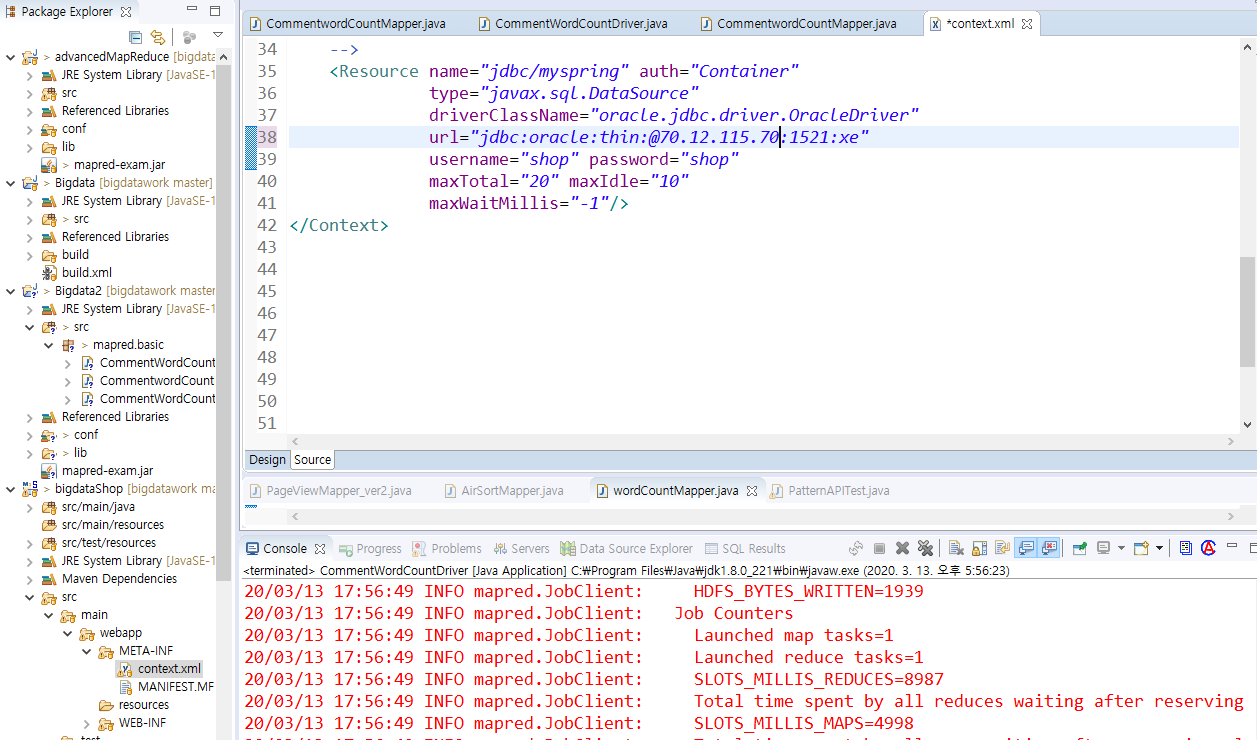 Package Explorer
advancedMapReduce [bigdata
JRE System Library [JavaSE-1
src
Referenced Libraries
conf
lib
> mapred-exam.jar
> Bigdata [bigdatawork master]
JRE System Library [JavaSE-1
> src
Referenced Libraries
build
build.xml
> Bigdata2 [bigdatawork master
JRE System Library [JavaSE-1
> src
> mapred.basic
CommentWordCount
CommentwordCount
CommentWordCount
Referenced Libraries
> conf
> lib
mapred-exam.jar
> bigdataShop [bigdatawork ma
src/main/java
src/main/resources
src/test/resources
JRE System Library [JavaSE-1
Maven Dependencies
src
main
webapp
META-INF
context.xml
MANIFEST.MF
resources
WEB-INF
test
CommentwordCountMapper.java CommentWordCountDriver.java CommentwordCountMapper.java *context.xml
34 -->
35 <Resource name="jdbc/myspring" auth="Container"
36 type="javax.sql.DataSource"
37 driverClassName="oracle.jdbc.driver.OracleDriver"
38 url="jdbc:oracle:thin:@70.12.115.70:1521:xe"
39 username="shop" password="shop"
40 maxTotal="20" maxIdle="10"
41 maxWaitMillis="-1"/>
42 </Context>
43
44
45
46
47
48
49
50
51
Design Source
PageViewMapper_ver2.java AirSortMapper.java wordCountMapper.java PatternAPITest.java
Console Progress Problems Servers Data Source Explorer SQL Results
<terminated> CommentWordCountDriver [Java Application] C:₩Program Files₩Java₩jdk1.8.0_221₩bin₩javaw.exe (2020. 3. 13. 오후 5:56:23)
20/03/13 17:56:49 INFO mapred.JobClient: HDFS_BYTES_WRITTEN=1939
20/03/13 17:56:49 INFO mapred.JobClient: Job Counters
20/03/13 17:56:49 INFO mapred.JobClient: Launched map tasks=1
20/03/13 17:56:49 INFO mapred.JobClient: Launched reduce tasks=1
20/03/13 17:56:49 INFO mapred.JobClient: SLOTS_MILLIS_REDUCES=8987
20/03/13 17:56:49 INFO mapred.JobClient: Total time spent by all reduces waiting after reserving
20/03/13 17:56:49 INFO mapred.JobClient: SLOTS_MILLIS_MAPS=4998